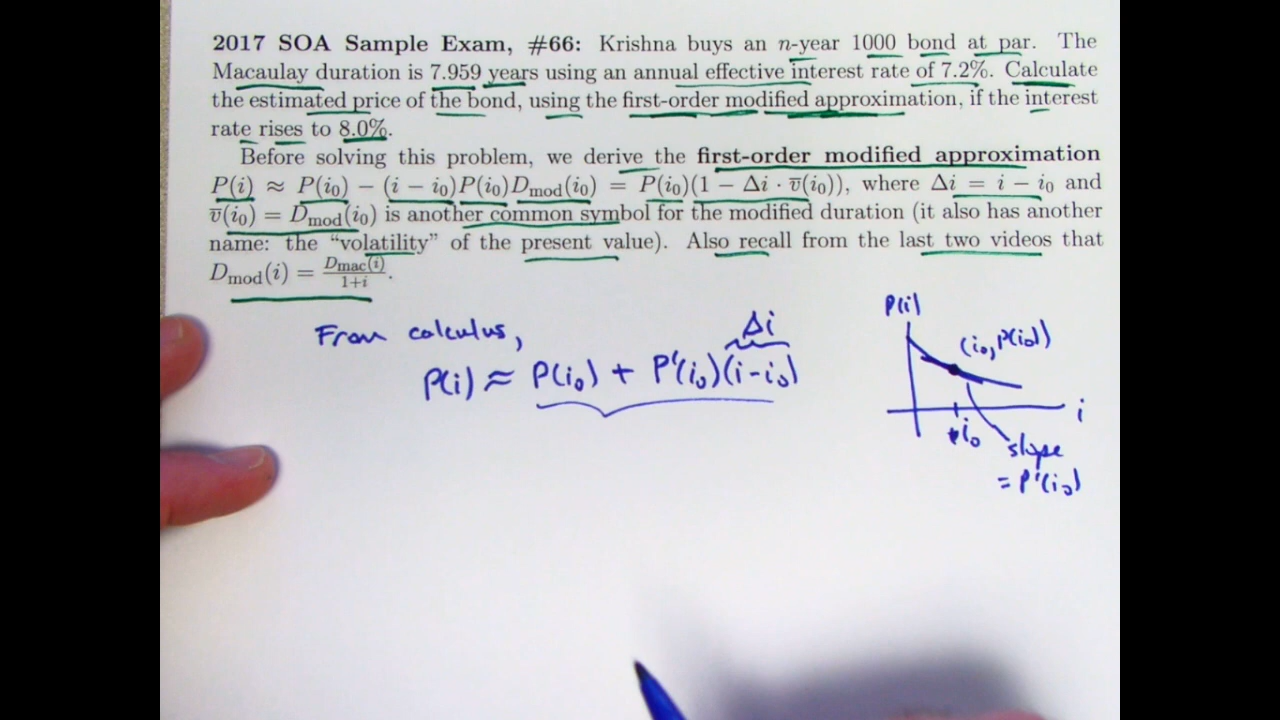 2017 SOA Sample Exam, #66: Krishna buys an n-year 1000 bond at par. The
Macaulay duration is 7.959 years using an annual effective interest rate of 7.2%. Calculate
the estimated price of the bond, using the first-order modified approximation, if the interest
rate rises to 8.0%.
Before solving this problem, we derive the first-order modified approximation
P(i) ≈ P(i₀) − (i − i₀)P(i₀)D_mod(i₀) = P(i₀)(1 − Δi · v̅(i₀)), where Δi = i − i₀ and
v̅(i₀) = D_mod(i₀) is another common symbol for the modified duration (it also has another
name: the “volatility” of the present value). Also recall from the last two videos that
D_mod(i) = D_mac(i)/1+i.
From calculus,
Δi
P(i) ≈ P(i₀) + P'(i₀)(i-i₀)
P(i)
(i₀, P(i₀))
i
i₀
slope
= P'(i₀)